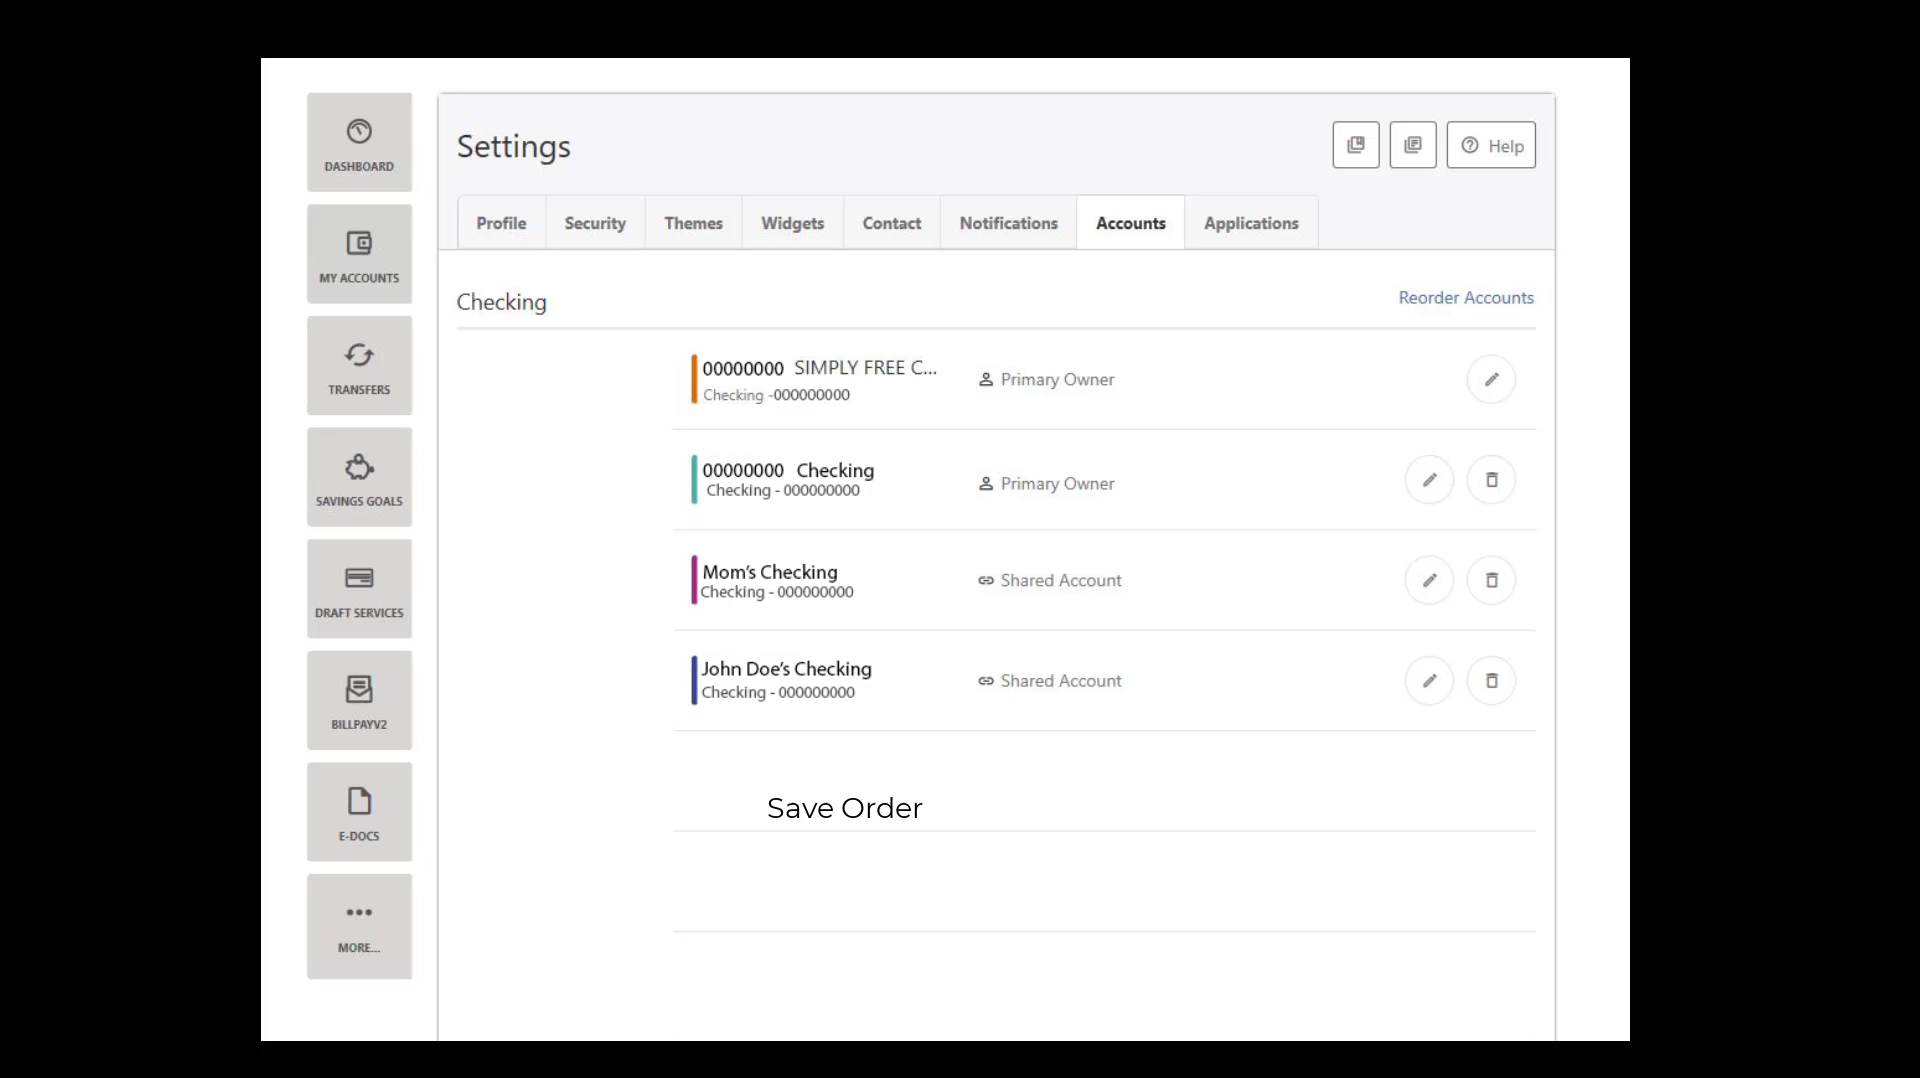 DASHBOARD
MY ACCOUNTS
TRANSFERS
SAVINGS GOALS
DRAFT SERVICES
BILLPAYV2
E-DOCS
MORE...
Settings
Help
Profile
Security
Themes
Widgets
Contact
Notifications
Accounts
Applications
Checking
Reorder Accounts
00000000 SIMPLY FREE C...
Checking -000000000
Primary Owner
00000000 Checking
Checking - 000000000
Primary Owner
Mom’s Checking
Checking - 000000000
Shared Account
John Doe’s Checking
Checking - 000000000
Shared Account
Save Order